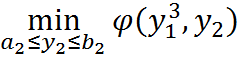 min φ(y₁³, y₂)
a₂≤y₂≤b₂